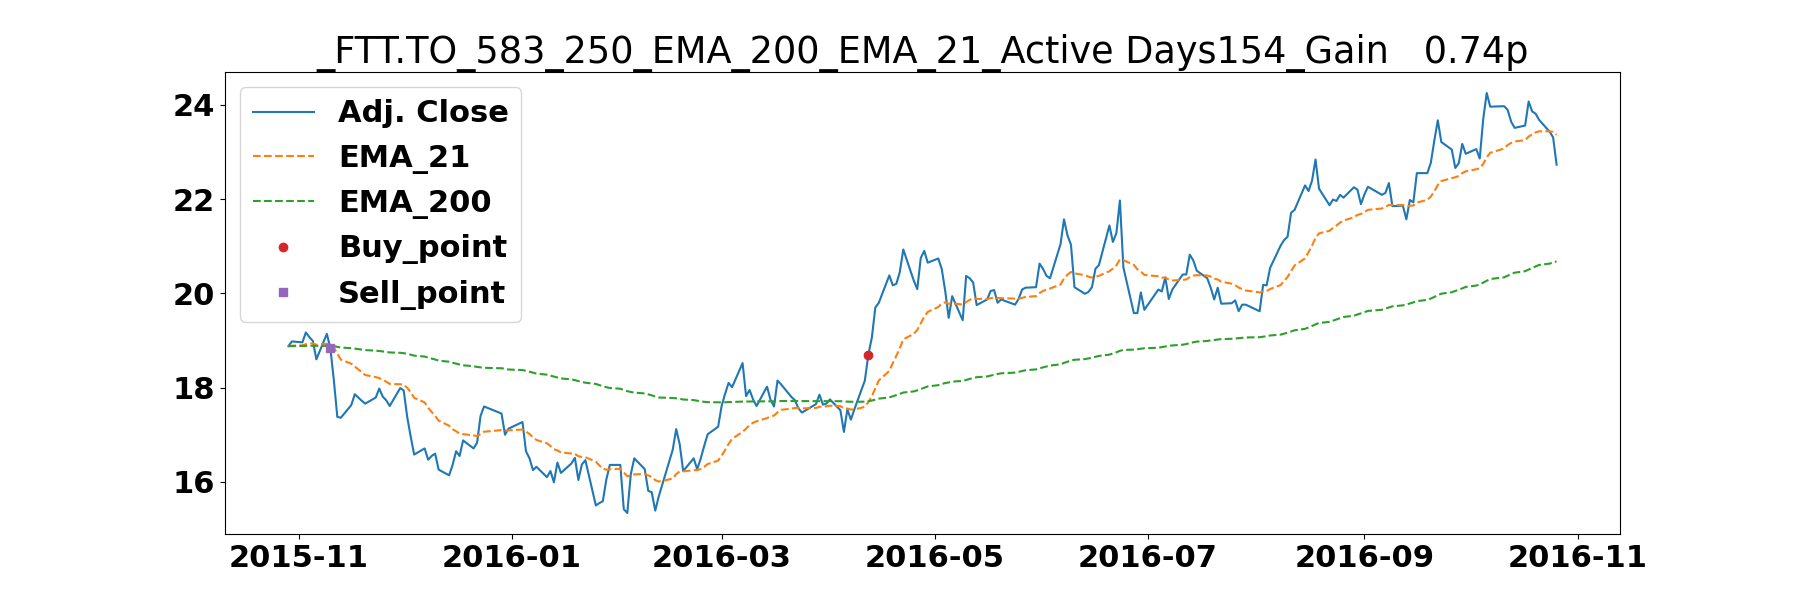 _FTT.TO_583_250_EMA_200_EMA_21_Active Days154_Gain   0.74p
Adj. Close
EMA_21
EMA_200
Buy_point
Sell_point
24
22
20
18
16
2015-11
2016-01
2016-03
2016-05
2016-07
2016-09
2016-11